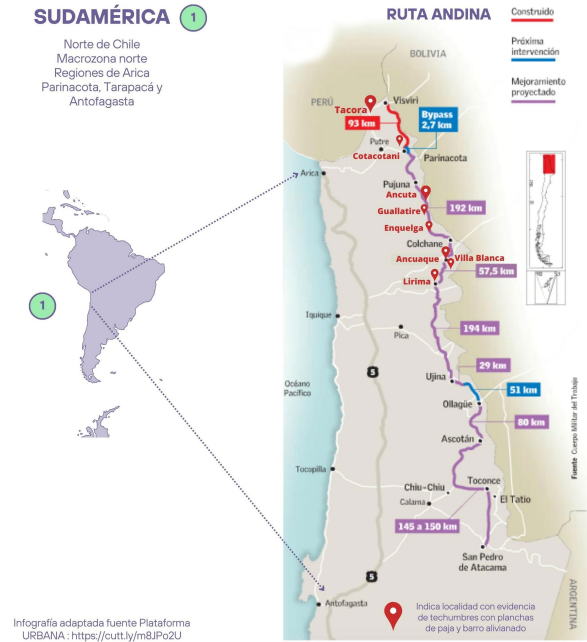 SUDAMÉRICA 1
Norte de Chile
Macrozona norte
Regiones de Arica
Parinacota, Tarapacá y
Antofagasta
1
Infografía adaptada fuente Plataforma
URBANA : https://cutt.ly/m8JPo2U
RUTA ANDINA
Construido
Próxima
intervención
Mejoramiento
proyectado
BOLIVIA
PERÚ
Tacora
Visviri
93 km
Bypass
2,7 km
Putre
Cotacotani
Parinacota
Arica
Pajuna
Ancuta
Guallatire
192 km
Enquelga
Colchane
Ancuaque
Villa Blanca
57,5 km
Lirima
Iquique
Pica
194 km
29 km
5
Ujina
51 km
Océano
Pacífico
Ollagüe
80 km
Ascotán
Tocopilla
Chiu-Chiu
Toconce
Calama
El Tatio
145 a 150 km
San Pedro
de Atacama
5
Antofagasta
ARGENTINA
Fuente Cuerpo Militar del Trabajo
Indica localidad con evidencia
de techumbres con planchas
de paja y barro alivianado